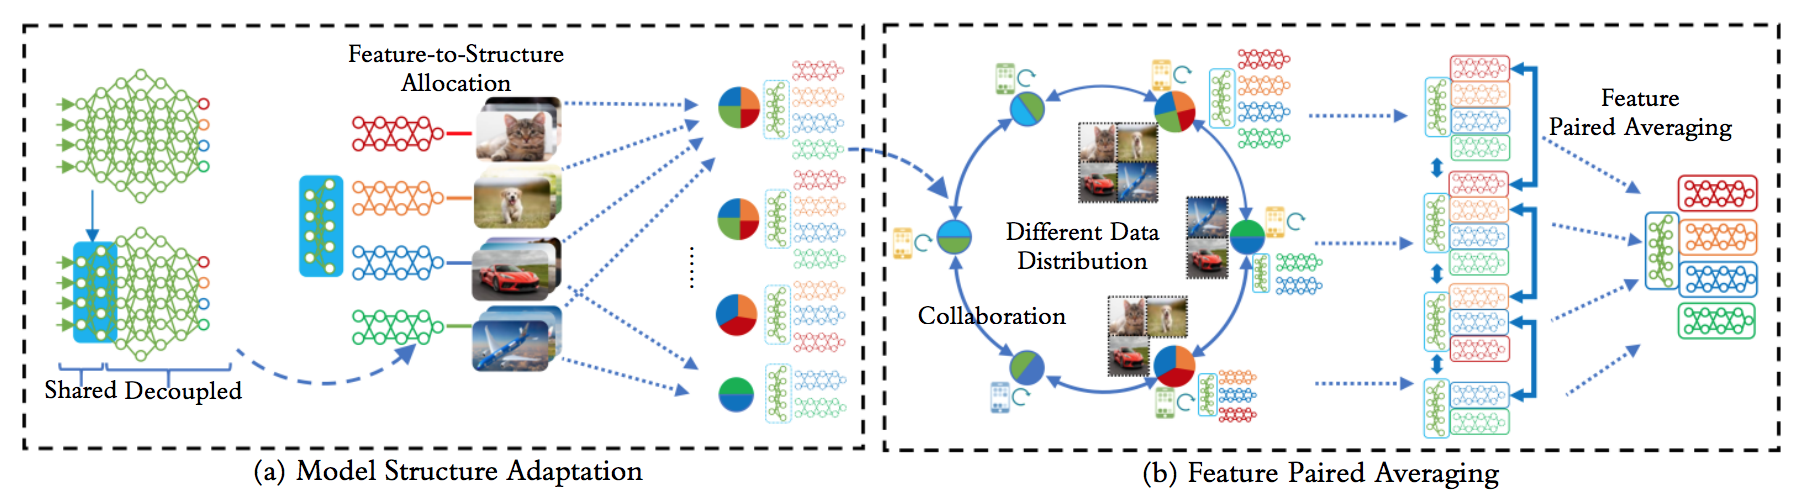 Feature-to-Structure
Allocation
Shared Decoupled
(a) Model Structure Adaptation
Different Data
Distribution
Collaboration
Feature
Paired Averaging
(b) Feature Paired Averaging